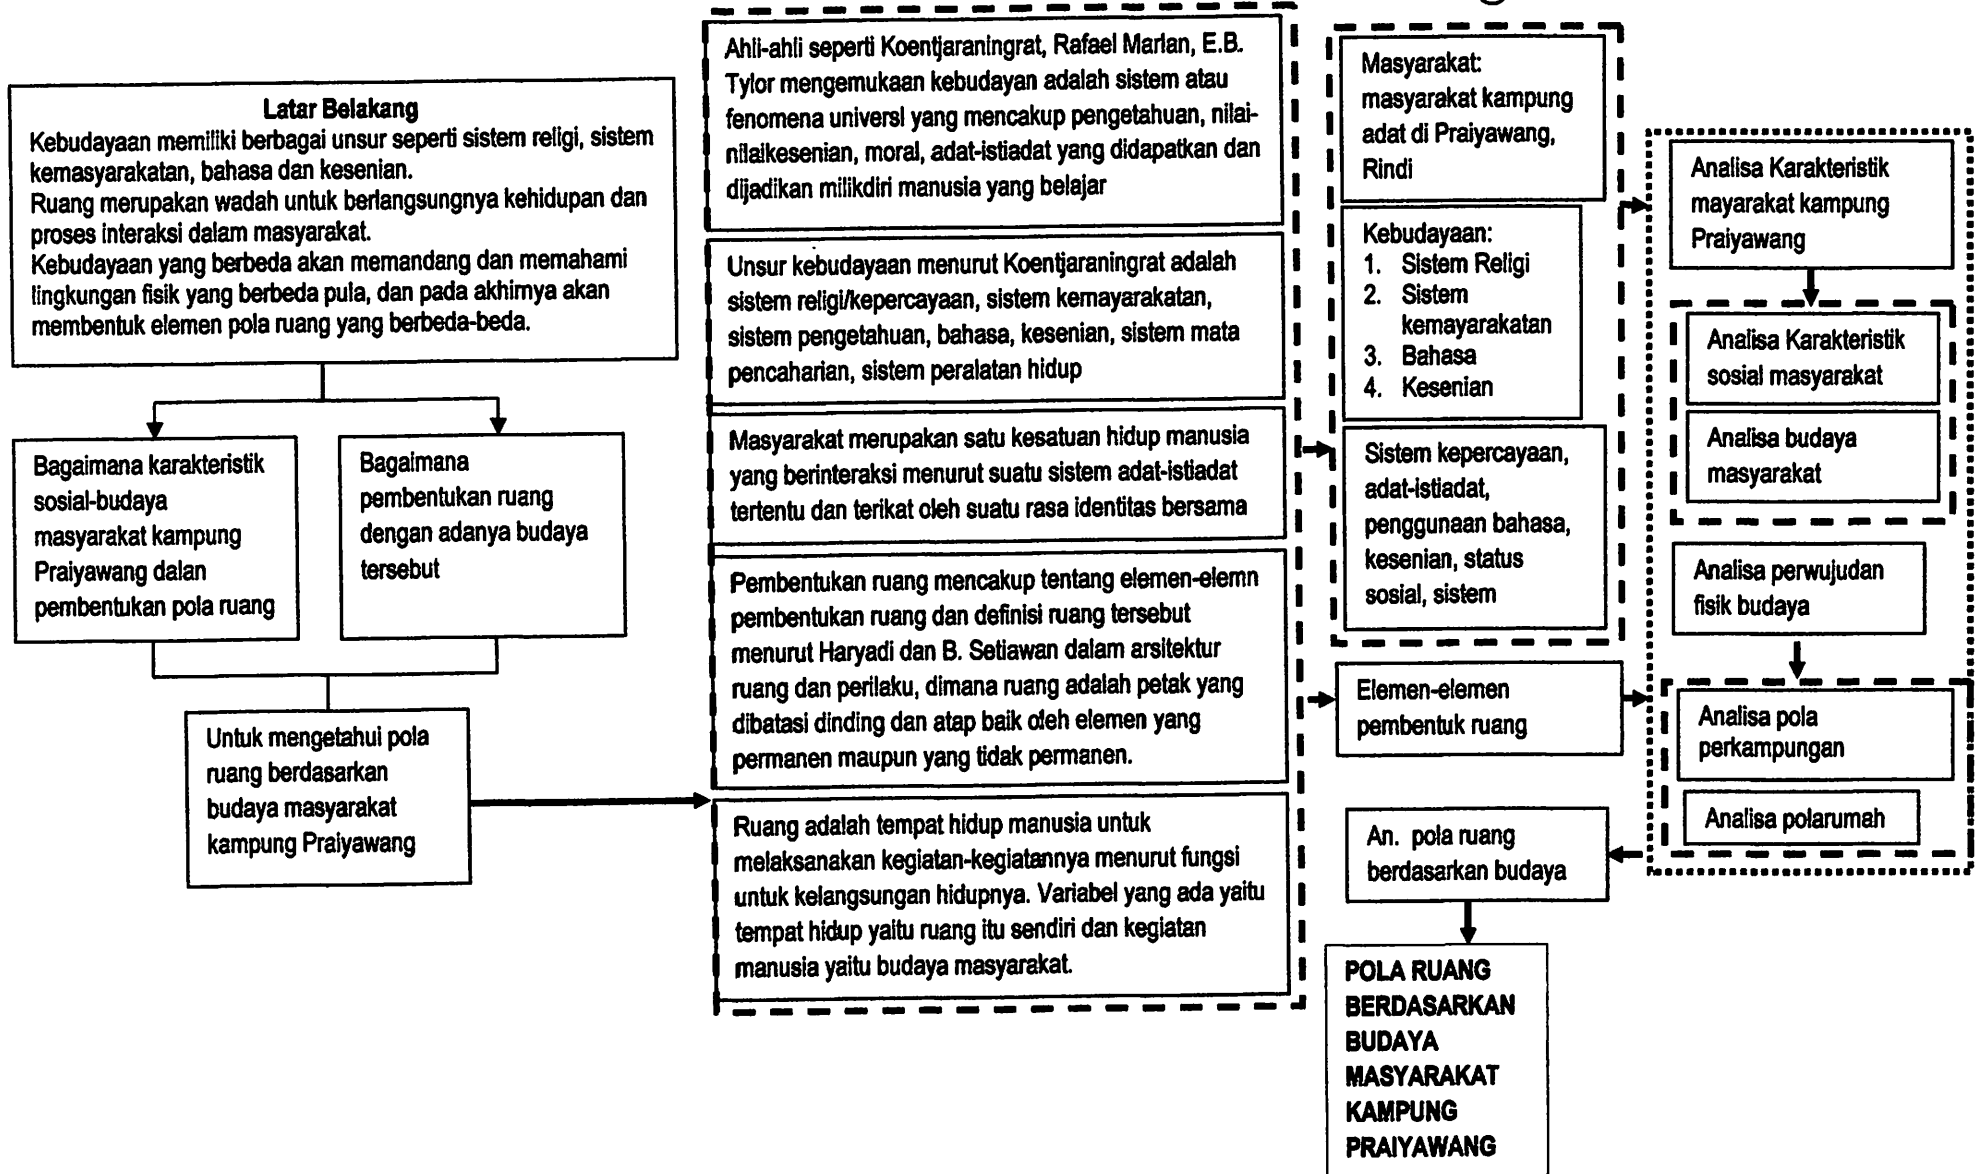 Latar Belakang
Kebudayaan memiliki berbagai unsur seperti sistem religi, sistem
kemasyarakatan, bahasa dan kesenian.
Ruang merupakan wadah untuk berlangsungnya kehidupan dan
proses interaksi dalam masyarakat.
Kebudayaan yang berbeda akan memandang dan memahami
lingkungan fisik yang berbeda pula, dan pada akhirnya akan
membentuk elemen pola ruang yang berbeda-beda.
Bagaimana karakteristik
sosial-budaya
masyarakat kampung
Praiyawang dalan
pembentukan pola ruang
Bagaimana
pembentukan ruang
dengan adanya budaya
tersebut
Untuk mengetahui pola
ruang berdasarkan
budaya masyarakat
kampung Praiyawang
Ahli-ahli seperti Koentjaraningrat, Rafael Marlan, E.B.
Tylor mengemukaan kebudayan adalah sistem atau
fenomena universl yang mencakup pengetahuan, nilai-
nilaikesenian, moral, adat-istiadat yang didapatkan dan
dijadikan milikdiri manusia yang belajar
Unsur kebudayaan menurut Koentjaraningrat adalah
sistem religi/kepercayaan, sistem kemayarakatan,
sistem pengetahuan, bahasa, kesenian, sistem mata
pencaharian, sistem peralatan hidup
Masyarakat merupakan satu kesatuan hidup manusia
yang berinteraksi menurut suatu sistem adat-istiadat
tertentu dan terikat oleh suatu rasa identitas bersama
Pembentukan ruang mencakup tentang elemen-elemn
pembentukan ruang dan definisi ruang tersebut
menurut Haryadi dan B. Setiawan dalam arsitektur
ruang dan perilaku, dimana ruang adalah petak yang
dibatasi dinding dan atap baik oleh elemen yang
permanen maupun yang tidak permanen.
Ruang adalah tempat hidup manusia untuk
melaksanakan kegiatan-kegiatannya menurut fungsi
untuk kelangsungan hidupnya. Variabel yang ada yaitu
tempat hidup yaitu ruang itu sendiri dan kegiatan
manusia yaitu budaya masyarakat.
Masyarakat:
masyarakat kampung
adat di Praiyawang,
Rindi
Kebudayaan:
1. Sistem Religi
2. Sistem
kemayarakatan
3. Bahasa
4. Kesenian
Sistem kepercayaan,
adat-istiadat,
penggunaan bahasa,
kesenian, status
sosial, sistem
Elemen-elemen
pembentuk ruang
Analisa Karakteristik
mayarakat kampung
Praiyawang
Analisa Karakteristik
sosial masyarakat
Analisa budaya
masyarakat
Analisa perwujudan
fisik budaya
Analisa pola
perkampungan
Analisa polarumah
An. pola ruang
berdasarkan budaya
POLA RUANG
BERDASARKAN
BUDAYA
MASYARAKAT
KAMPUNG
PRAIYAWANG